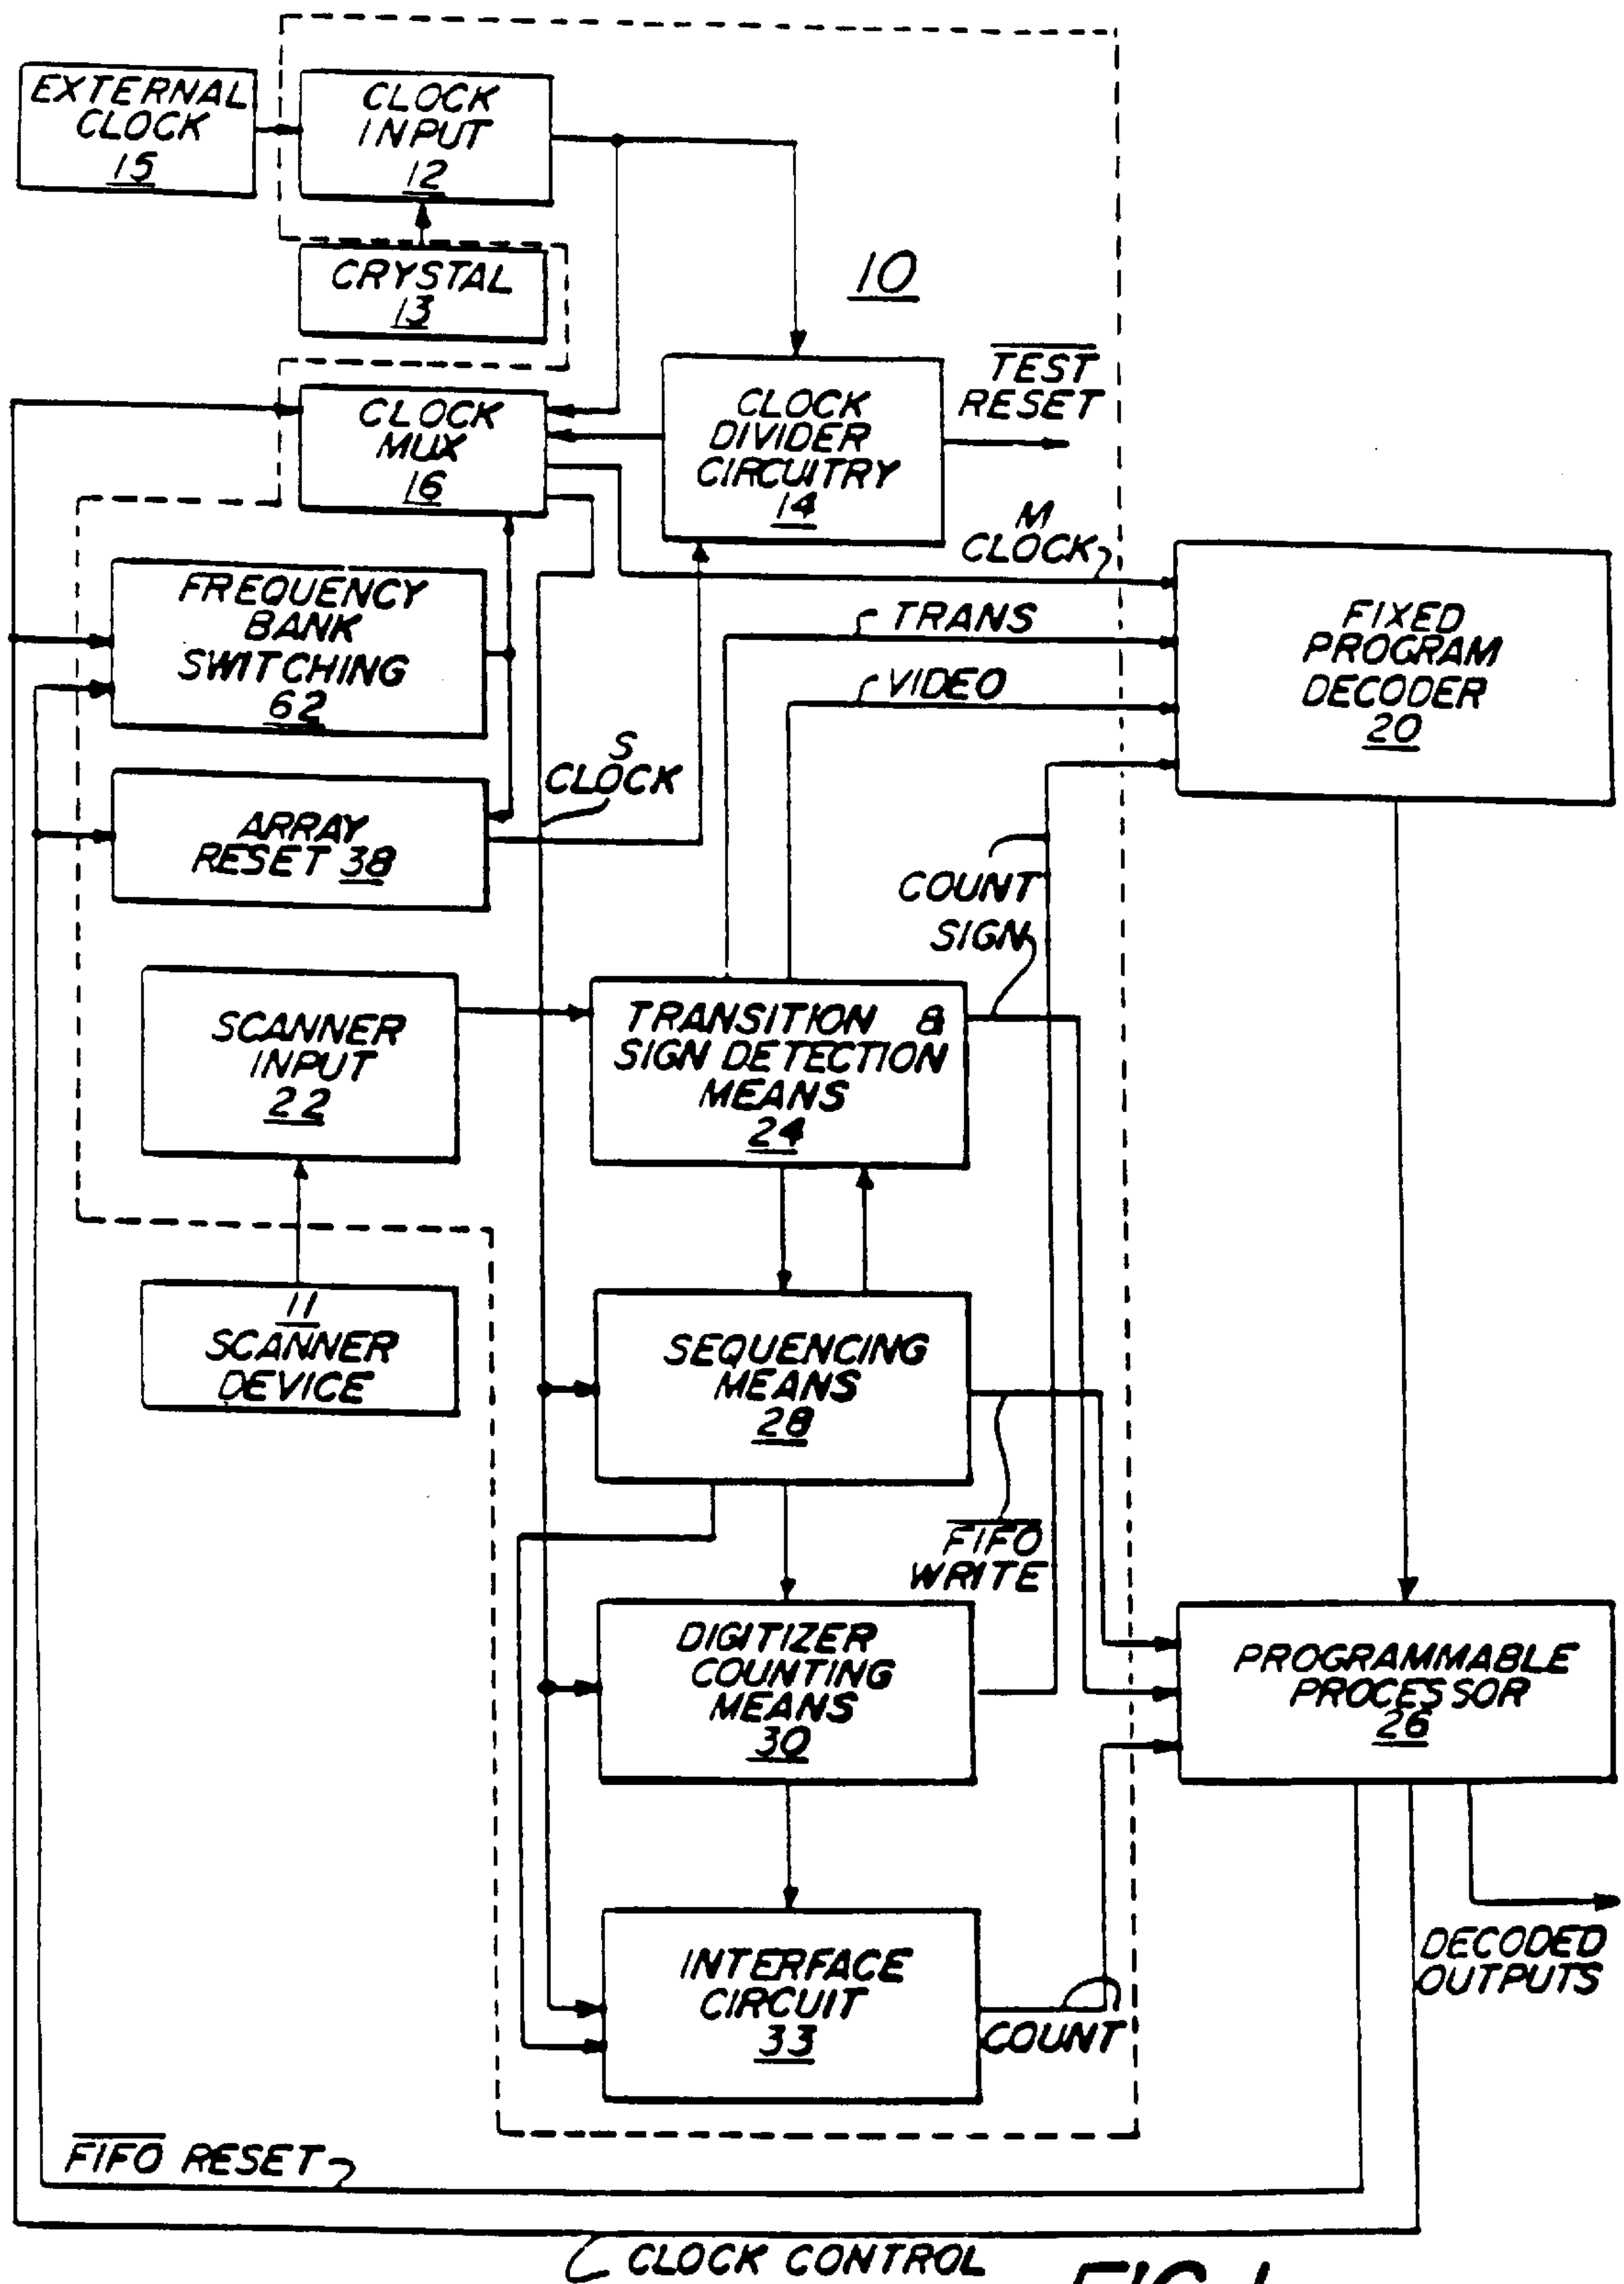 EXTERNAL
CLOCK
15
CLOCK
INPUT
12
CRYSTAL
13
10
CLOCK
MUX
16
CLOCK
DIVIDER
CIRCUITRY
14
TEST
RESET
M
CLOCK
FREQUENCY
BANK
SWITCHING
62
TRANS
VIDEO
FIXED
PROGRAM
DECODER
20
S
CLOCK
ARRAY
RESET 38
COUNT
SIGN
SCANNER
INPUT
22
TRANSITION &
SIGN DETECTION
MEANS
24
11
SCANNER
DEVICE
SEQUENCING
MEANS
28
FIFO
WRITE
DIGITIZER
COUNTING
MEANS
30
PROGRAMMABLE
PROCESSOR
26
INTERFACE
CIRCUIT
33
COUNT
DECODED
OUTPUTS
FIFO RESET
CLOCK CONTROL
FIG. 1